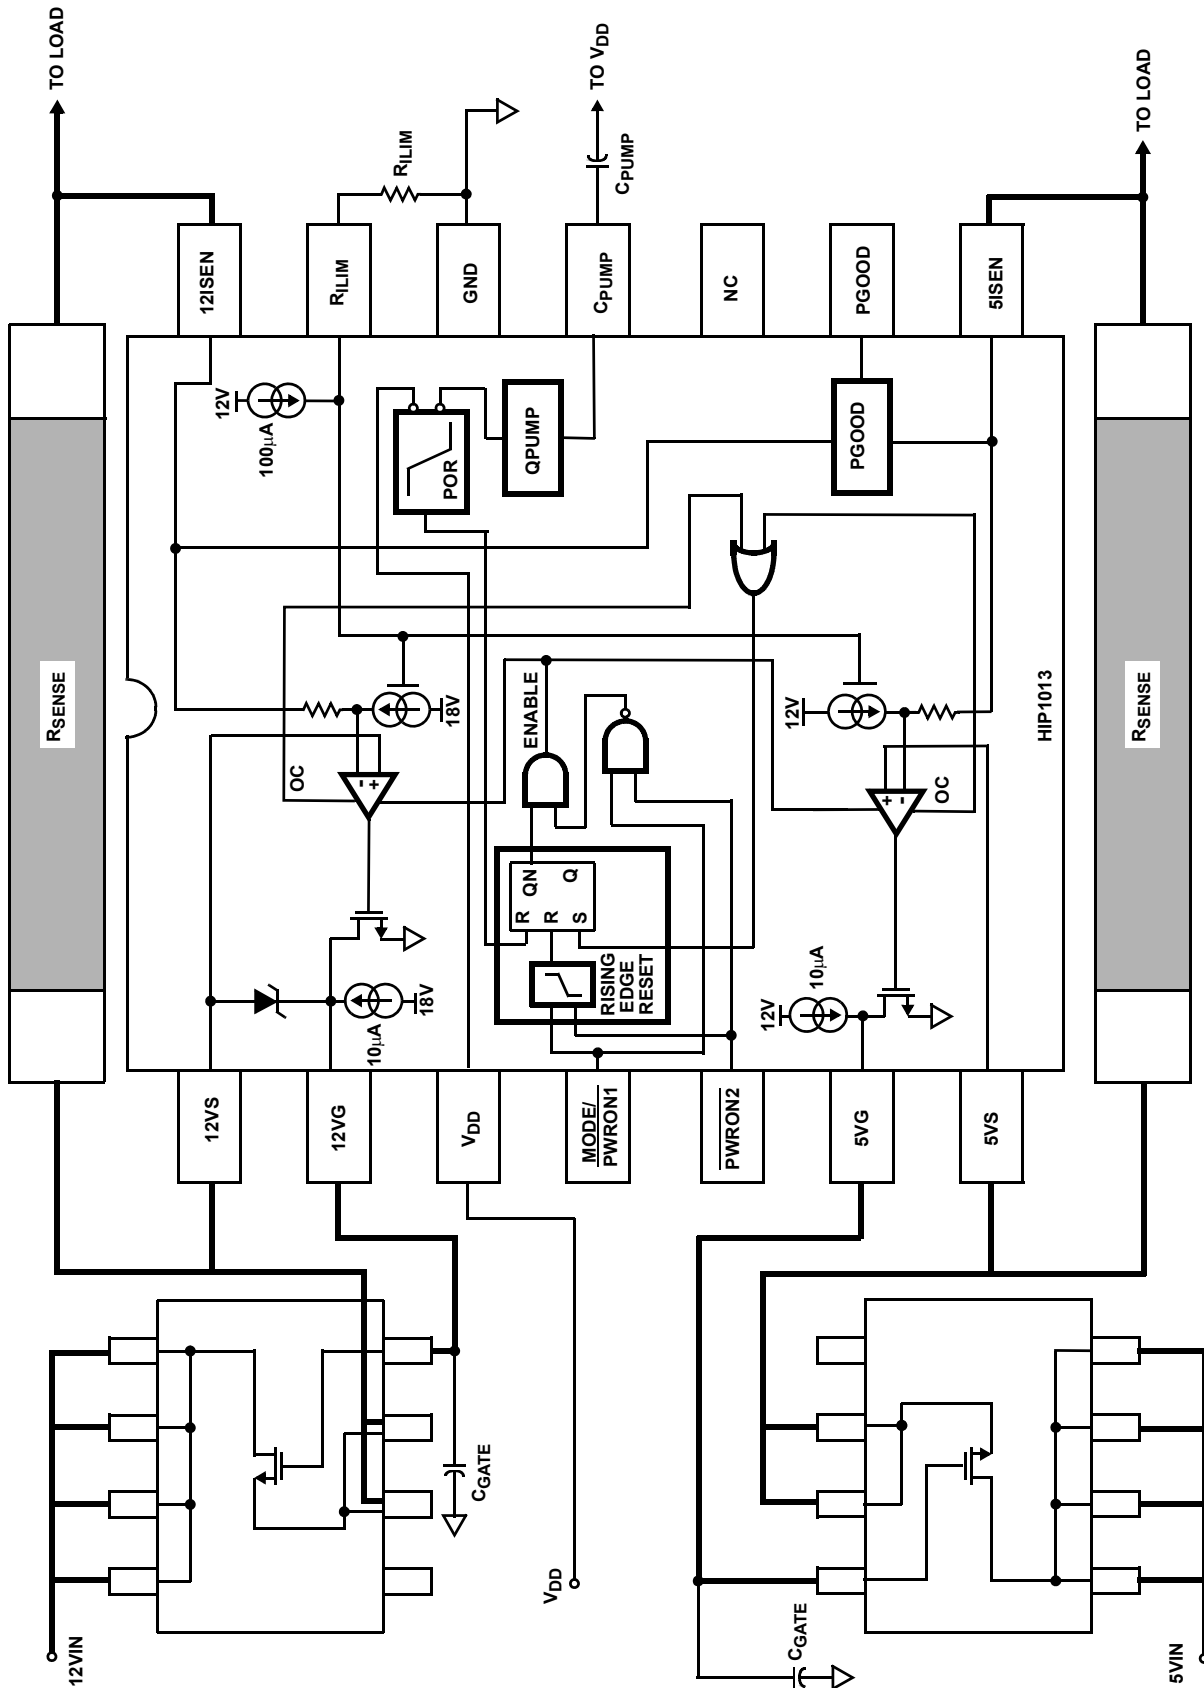 12VIN
RSENSE
TO LOAD
12VS
12VG
VDD
MODE/
PWRON1
PWRON2
5VG
5VS
12ISEN
RILIM
GND
CPUMP
NC
PGOOD
5ISEN
RILIM
CPUMP
TO VDD
12V
100µA
POR
QPUMP
PGOOD
18V
OC
-
+
ENABLE
12V
OC
+
-
QN
Q
R
R
S
RISING
EDGE
RESET
10µA
18V
10µA
12V
HIP1013
CGATE
VDD
CGATE
5VIN
RSENSE
TO LOAD